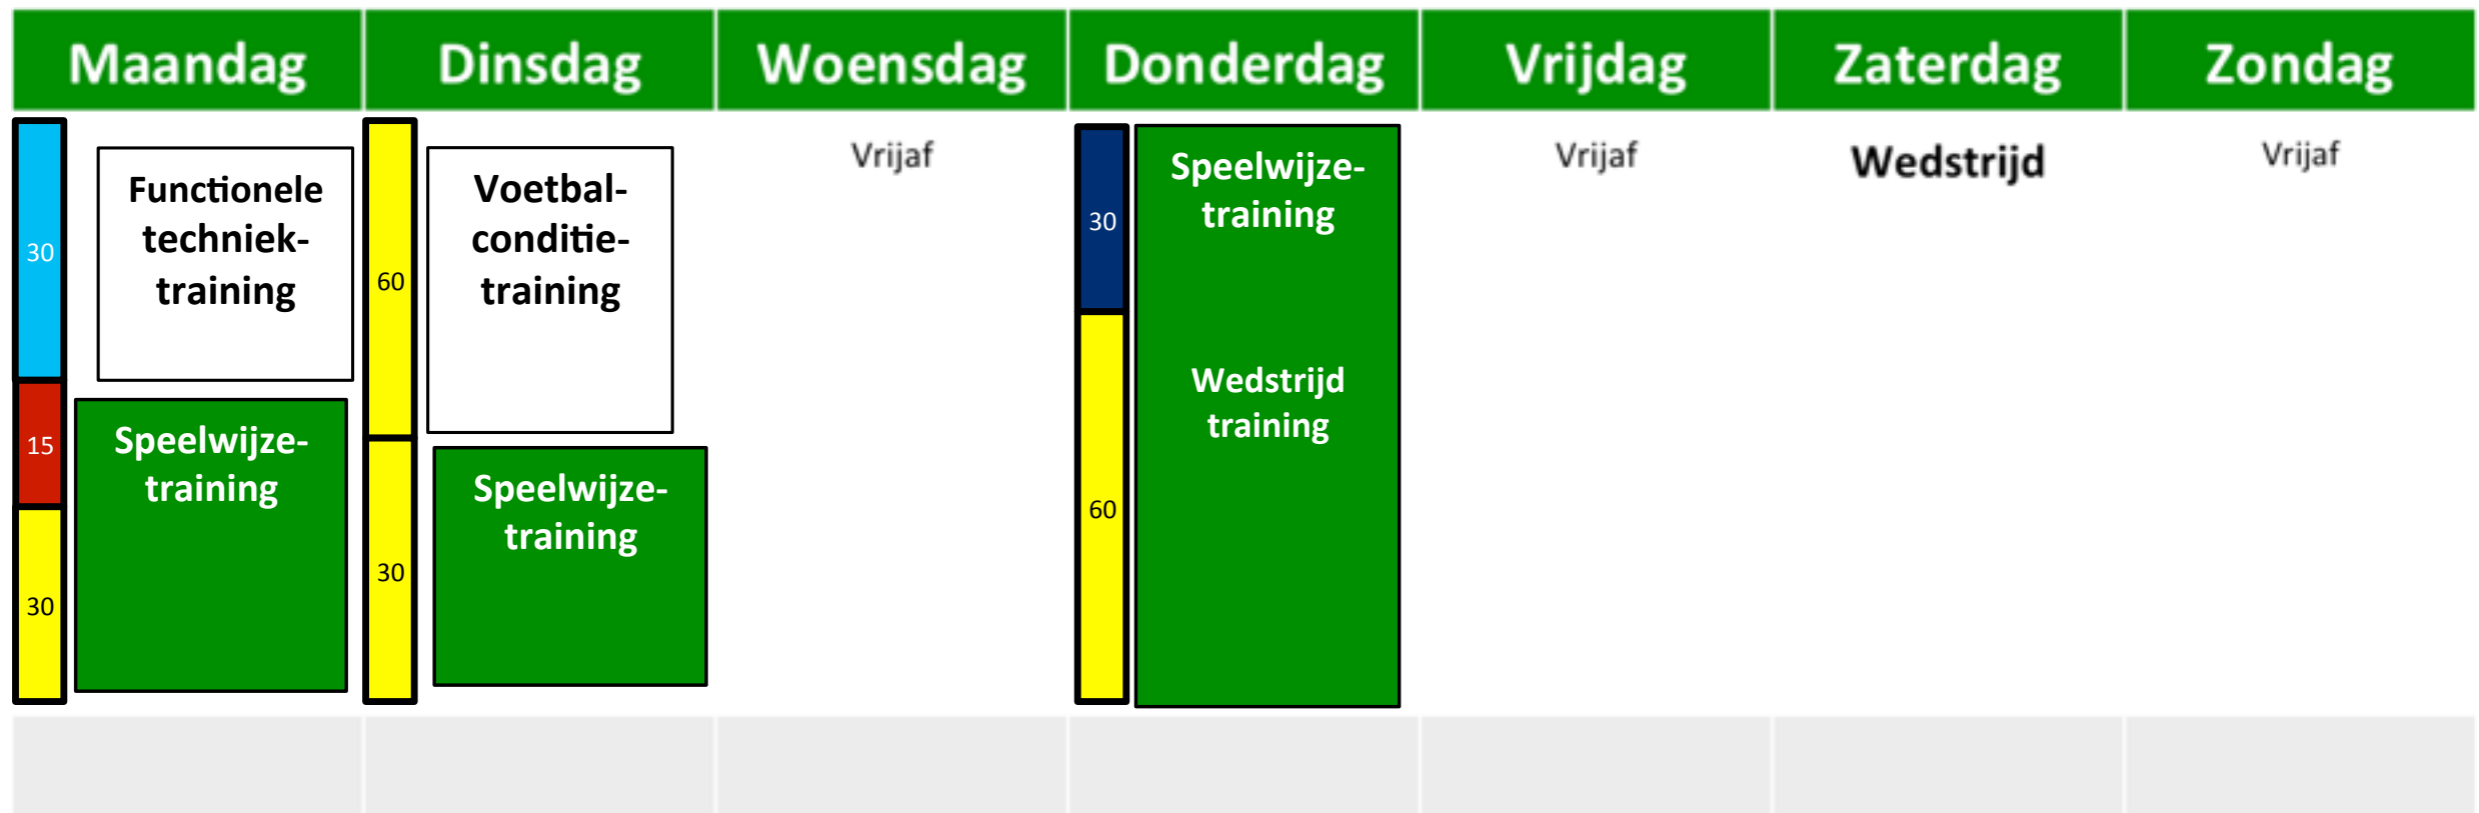 Maandag Dinsdag Woensdag Donderdag Vrijdag Zaterdag Zondag
30
15
30
Functionele
techniek-
training
Speelwijze-
training
60
30
Voetbal-
conditie-
training
Speelwijze-
training
Vrijaf
30
60
Speelwijze-
training
Wedstrijd
training
Vrijaf
Wedstrijd
Vrijaf